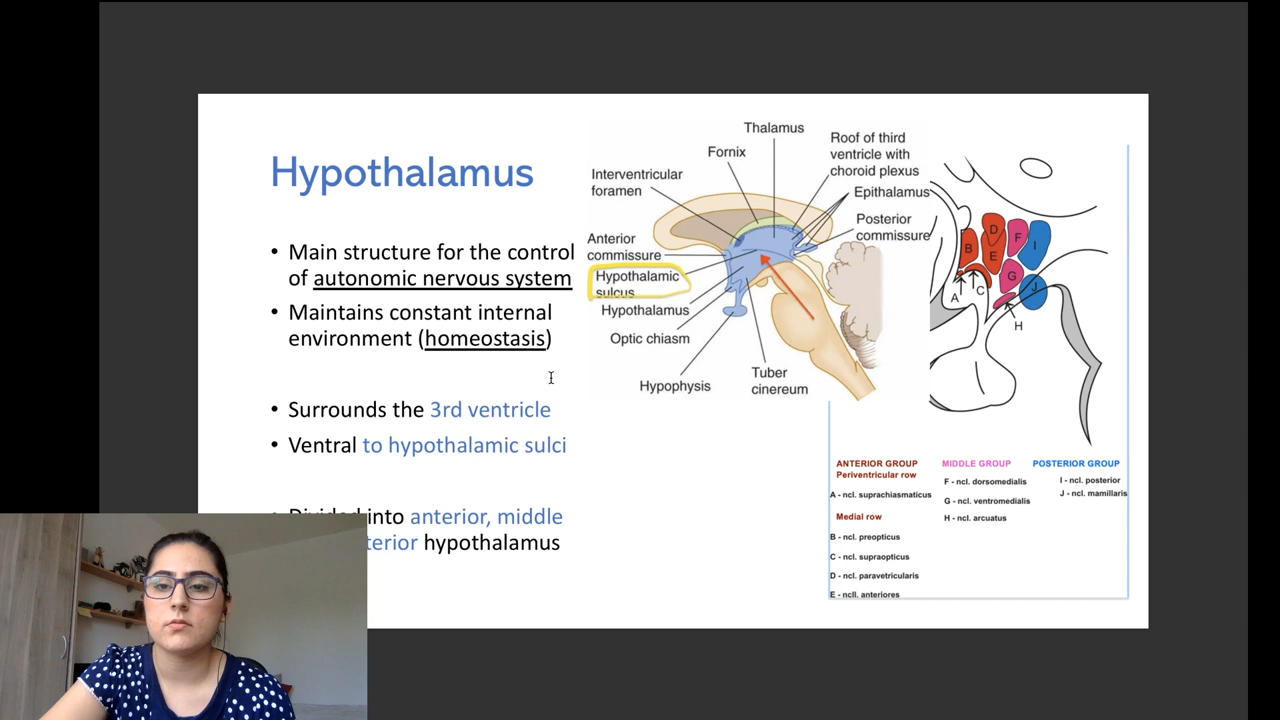 Hypothalamus
• Main structure for the control
of autonomic nervous system
• Maintains constant internal
environment (homeostasis)
• Surrounds the 3rd ventricle
• Ventral to hypothalamic sulci
into anterior, middle
hypothalamus
Thalamus
Fornix
Interventricular
foramen
Roof of third
ventricle with
choroid plexus
Epithalamus
Posterior
commissure
Anterior
commissure
Hypothalamic
sulcus
Hypothalamus
Optic chiasm
Hypophysis
Tuber
cinereum
B
D
E
F
I
G
A
C
J
H
ANTERIOR GROUP
Periventricular row
A - ncl. suprachiasmaticus
Medial row
B - ncl. preopticus
C - ncl. supraopticus
D - ncl. paravetricularis
E - ncll. anteriores
MIDDLE GROUP
F - ncl. dorsomedialis
G - ncl. ventromedialis
H - ncl. arcuatus
POSTERIOR GROUP
I - ncl. posterior
J - ncl. mamillaris